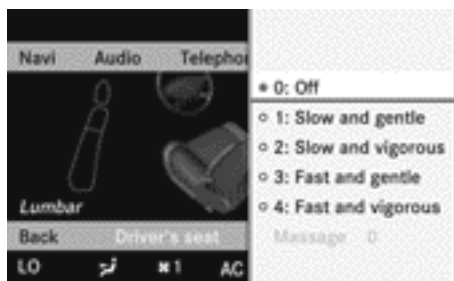 Navi Audio Telephon
0: Off
1: Slow and gentle
2: Slow and vigorous
3: Fast and gentle
4: Fast and vigorous
Lumbar
Massage 0
Back Driver's seat
LO 1 AC